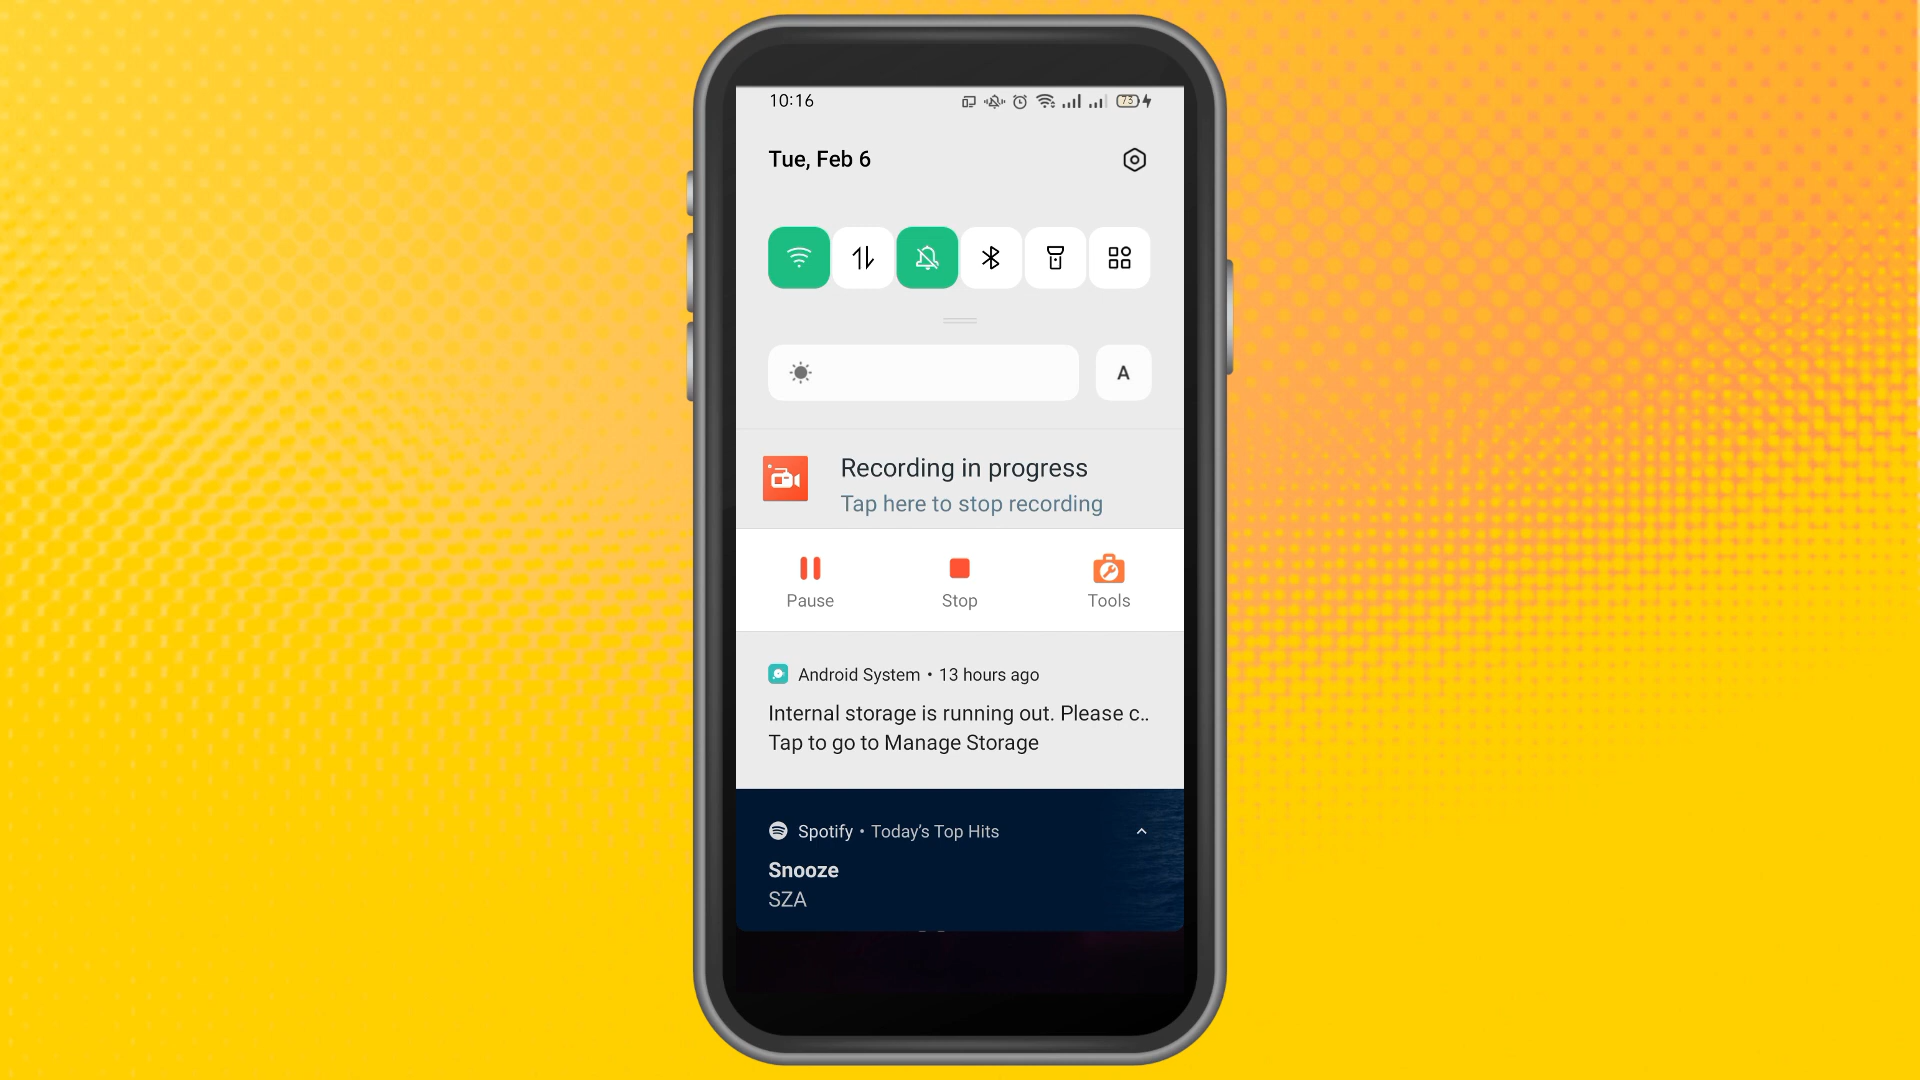 10:16
73
Tue, Feb 6
A
Recording in progress
Tap here to stop recording
Pause
Stop
Tools
Android System • 13 hours ago
Internal storage is running out. Please c..
Tap to go to Manage Storage
Spotify • Today's Top Hits
Snooze
SZA